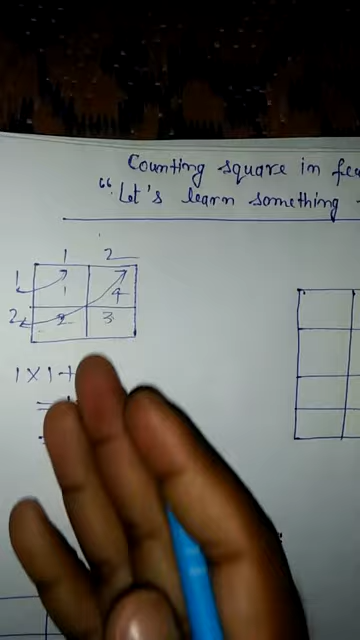 Counting square in
"Let's learn something
1 2
1 1 4
2 2 3
1 × 1 +